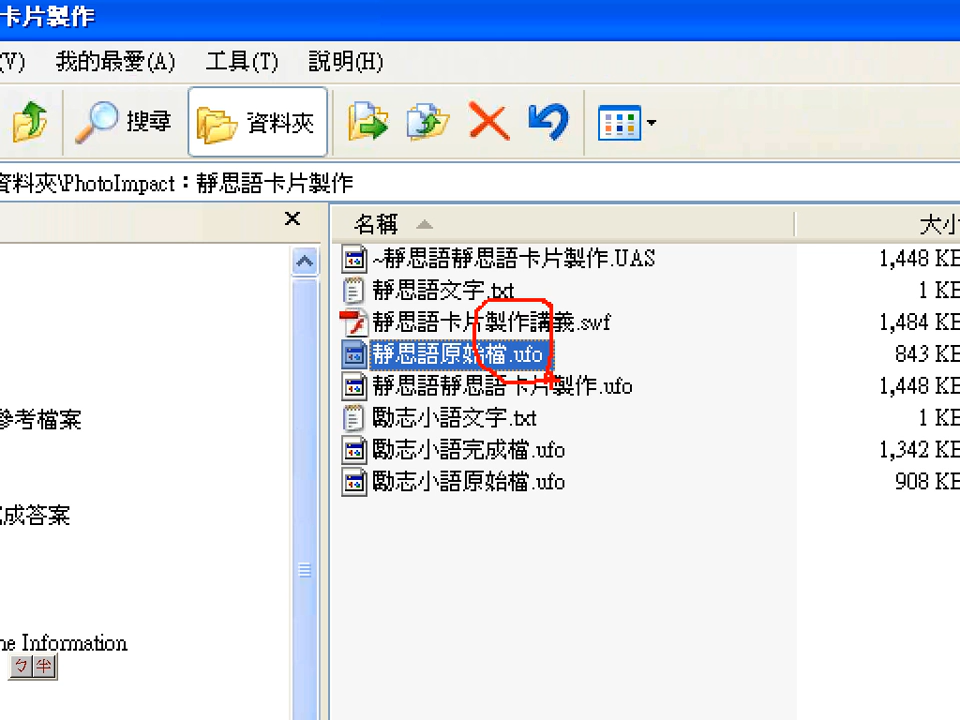 卡片製作
(V) 我的最愛(A) 工具(T) 說明(H)
搜尋 資料夾
資料夾\PhotoImpact：靜思語卡片製作
名稱 大小
~靜思語靜思語卡片製作.UAS 1,448 KB
靜思語文字.txt 1 KB
靜思語卡片製作講義.swf 1,484 KB
靜思語原始檔.ufo 843 KB
靜思語靜思語卡片製作.ufo 1,448 KB
勵志小語文字.txt 1 KB
勵志小語完成檔.ufo 1,342 KB
勵志小語原始檔.ufo 908 KB
參考檔案
成答案
ne Information
ㄅ 半